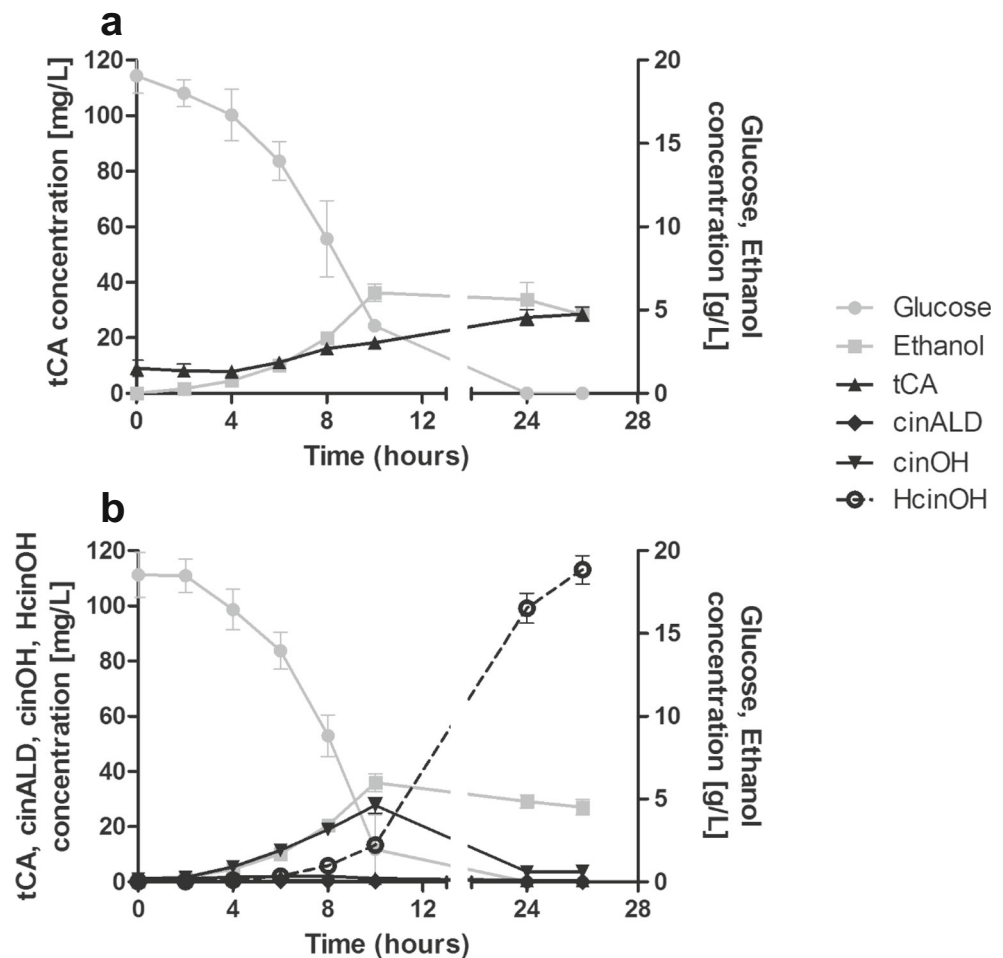 a
tCA concentration [mg/L]
120
100
80
60
40
20
0
20
15
10
5
0
Glucose, Ethanol
concentration [g/L]
0 4 8 12 24 28
Time (hours)
Glucose
Ethanol
tCA
cinALD
cinOH
HcinOH
b
tCA, cinALD, cinOH, HcinOH
concentration [mg/L]
120
100
80
60
40
20
0
20
15
10
5
0
Glucose, Ethanol
concentration [g/L]
0 4 8 12 24 28
Time (hours)